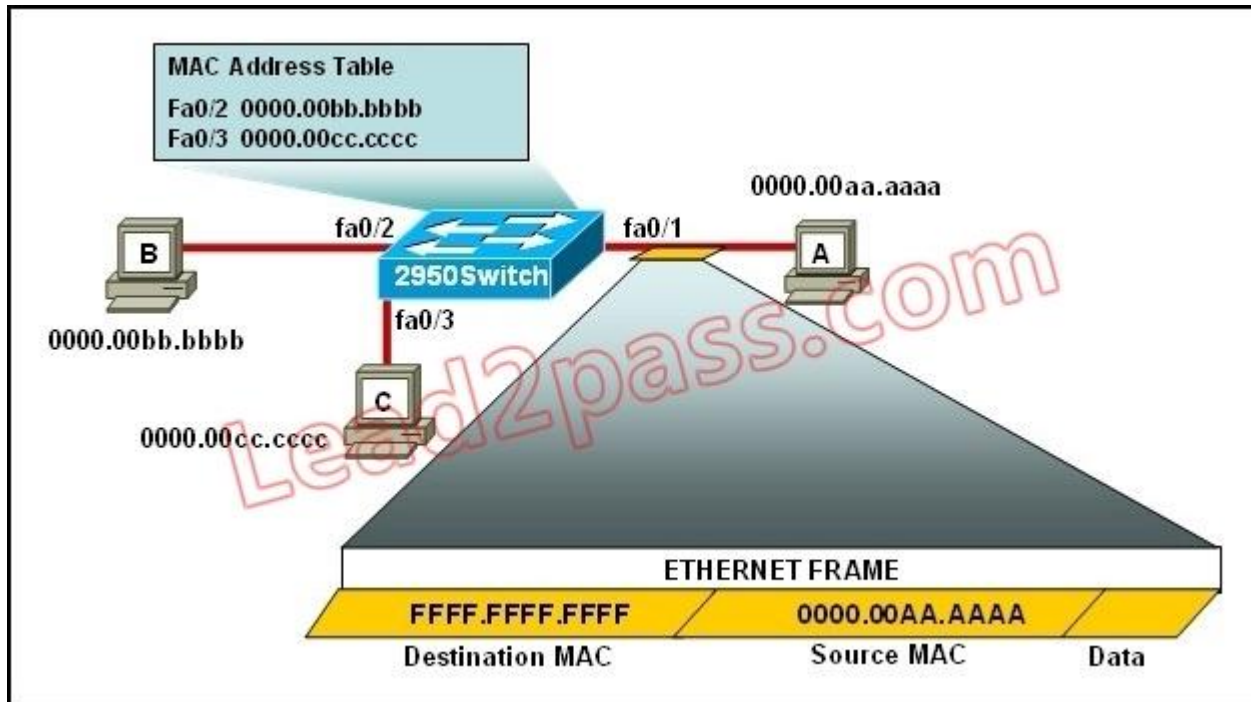 MAC Address Table
Fa0/2 0000.00bb.bbbb
Fa0/3 0000.00cc.cccc
0000.00aa.aaaa
fa0/2
fa0/1
B
A
2950Switch
0000.00bb.bbbb
fa0/3
C
0000.00cc.cccc
Lead2pass.com
ETHERNET FRAME
FFFF.FFFF.FFFF 0000.00AA.AAAA
Destination MAC Source MAC Data